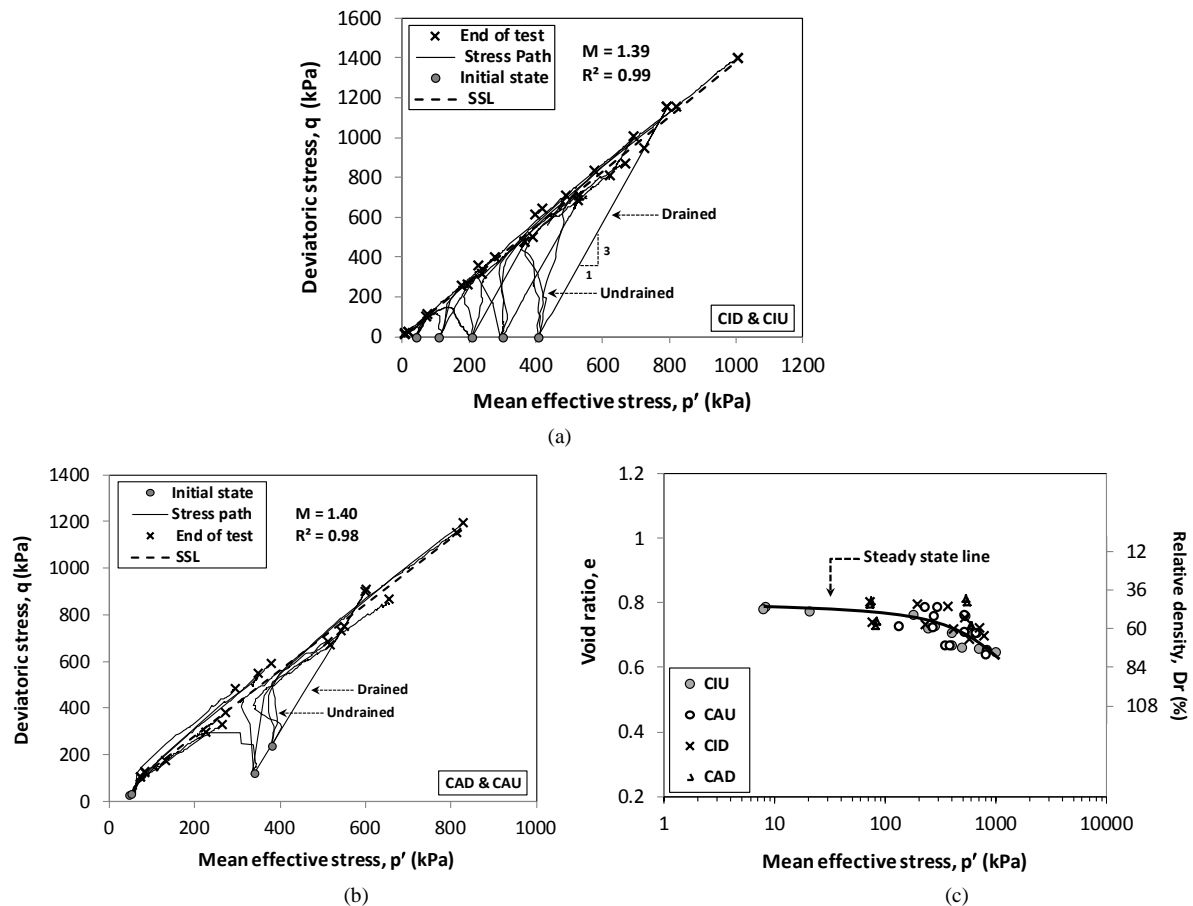 1600
1400
1200
1000
800
600
400
200
0
Deviatoric stress, q (kPa)
End of test
Stress Path
Initial state
SSL
M = 1.39
R² = 0.99
Drained
3
1
Undrained
CID & CIU
0 200 400 600 800 1000 1200
Mean effective stress, p’ (kPa)
(a)
1400
1200
1000
800
600
400
200
0
Deviatoric stress, q (kPa)
Initial state
Stress path
End of test
SSL
M = 1.40
R² = 0.98
Drained
Undrained
CAD & CAU
0 200 400 600 800 1000
Mean effective stress, p’ (kPa)
(b)
1.2
1
0.8
0.6
0.4
0.2
Void ratio, e
Steady state line
CIU
CAU
CID
CAD
12
36
60
84
108
Relative density, Dr (%)
1 10 100 1000 10000
Mean effective stress, p’ (kPa)
(c)